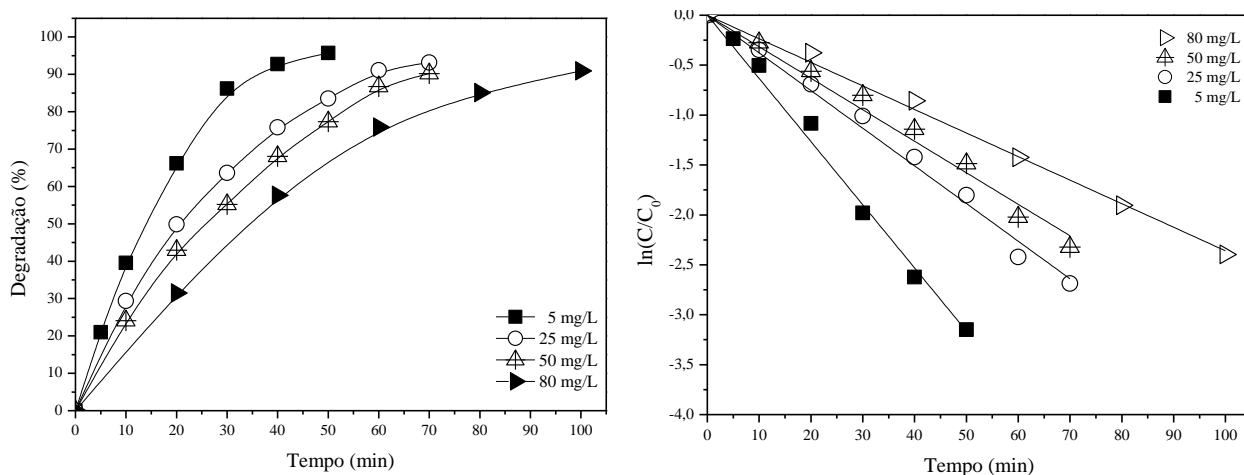 100
90
80
70
60
50
40
30
20
10
0
Degradação (%)
5 mg/L
25 mg/L
50 mg/L
80 mg/L
0 10 20 30 40 50 60 70 80 90 100
Tempo (min)
0,0
-0,5
-1,0
-1,5
-2,0
-2,5
-3,0
-3,5
-4,0
ln(C/C0)
80 mg/L
50 mg/L
25 mg/L
5 mg/L
0 10 20 30 40 50 60 70 80 90 100
Tempo (min)